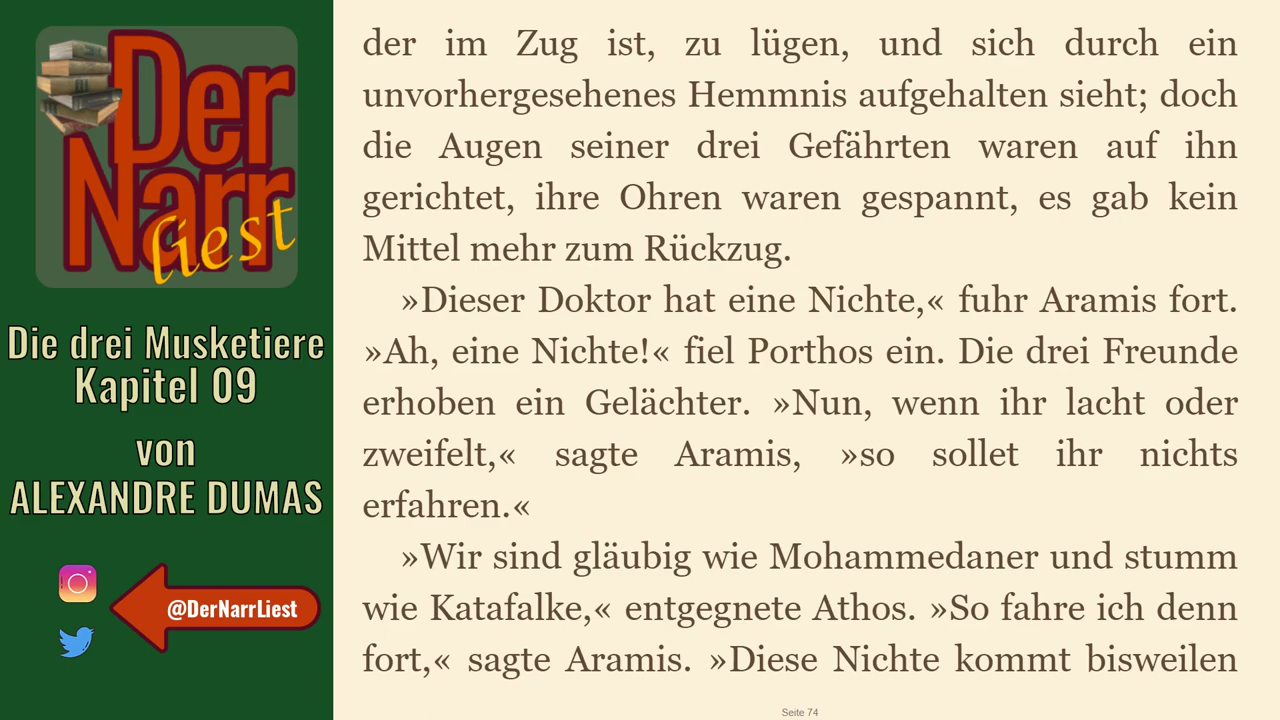 Der
Narr
liest
Die drei Musketiere
Kapitel 09
von
ALEXANDRE DUMAS
@DerNarrLiest
der im Zug ist, zu lügen, und sich durch ein
unvorhergesehenes Hemmnis aufgehalten sieht; doch
die Augen seiner drei Gefährten waren auf ihn
gerichtet, ihre Ohren waren gespannt, es gab kein
Mittel mehr zum Rückzug.
»Dieser Doktor hat eine Nichte,« fuhr Aramis fort.
»Ah, eine Nichte!« fiel Porthos ein. Die drei Freunde
erhoben ein Gelächter. »Nun, wenn ihr lacht oder
zweifelt,« sagte Aramis, »so sollet ihr nichts
erfahren.«
»Wir sind gläubig wie Mohammedaner und stumm
wie Katafalke,« entgegnete Athos. »So fahre ich denn
fort,« sagte Aramis. »Diese Nichte kommt bisweilen
Seite 74